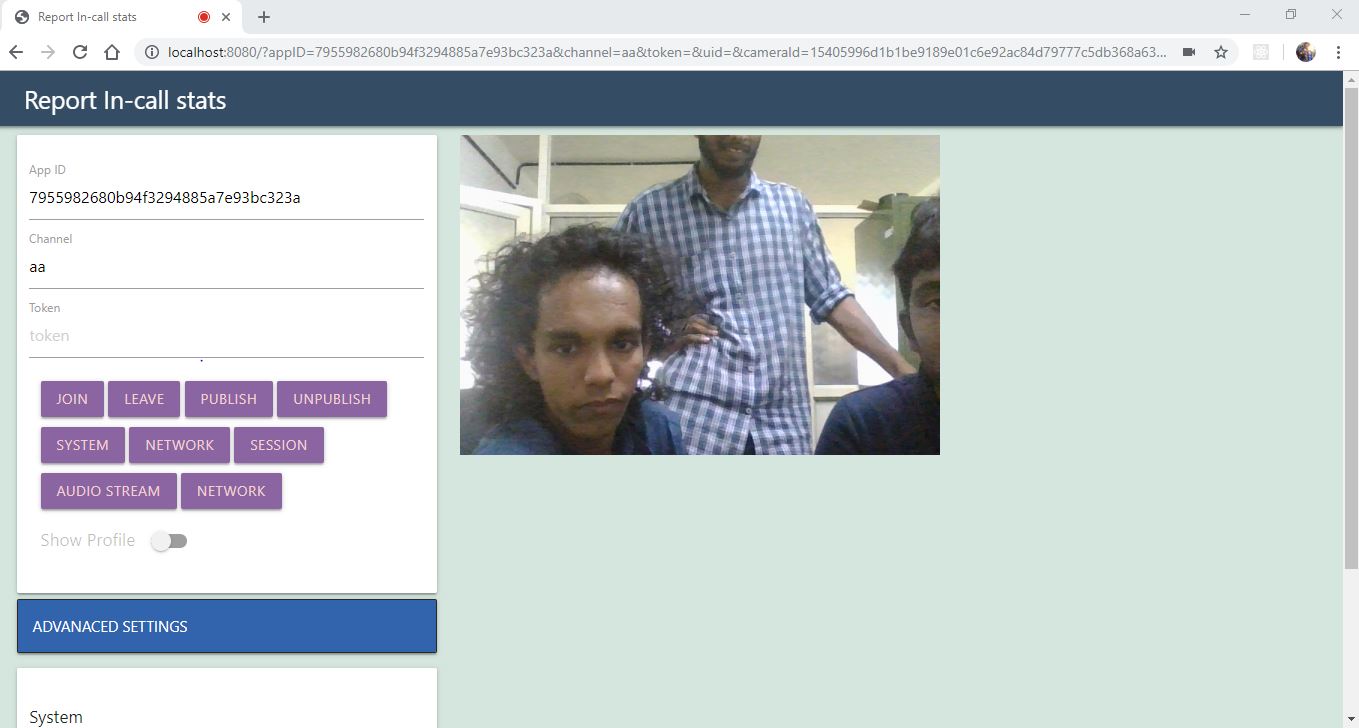 Report In-call stats
localhost:8080/?appID=7955982680b94f3294885a7e93bc323a&channel=aa&token=&uid=&cameraId=15405996d1b1be9189e01c6e92ac84d79777c5db368a63...
Report In-call stats
App ID
7955982680b94f3294885a7e93bc323a
Channel
aa
Token
token
JOIN LEAVE PUBLISH UNPUBLISH
SYSTEM NETWORK SESSION
AUDIO STREAM NETWORK
Show Profile
ADVANACED SETTINGS
System